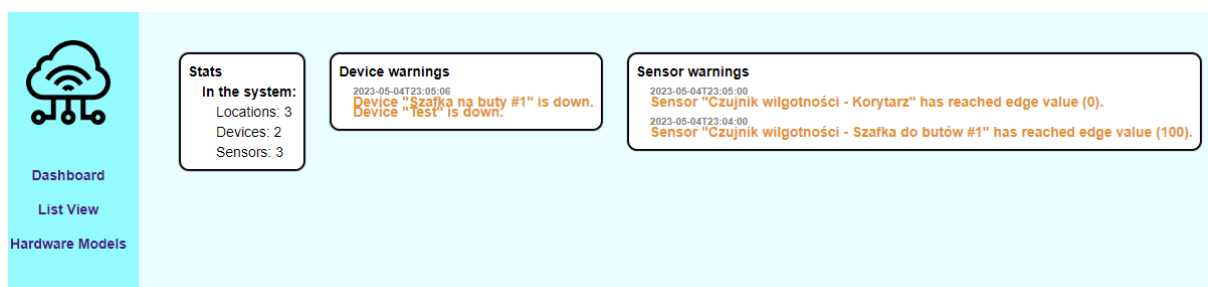 Dashboard
List View
Hardware Models
Stats
In the system:
Locations: 3
Devices: 2
Sensors: 3
Device warnings
2023-05-04T23:05:06
Device "Szafka na buty #1" is down.
Device "Test" is down.
Sensor warnings
2023-05-04T23:05:00
Sensor "Czujnik wilgotności - Korytarz" has reached edge value (0).
2023-05-04T23:04:00
Sensor "Czujnik wilgotności - Szafka do butów #1" has reached edge value (100).